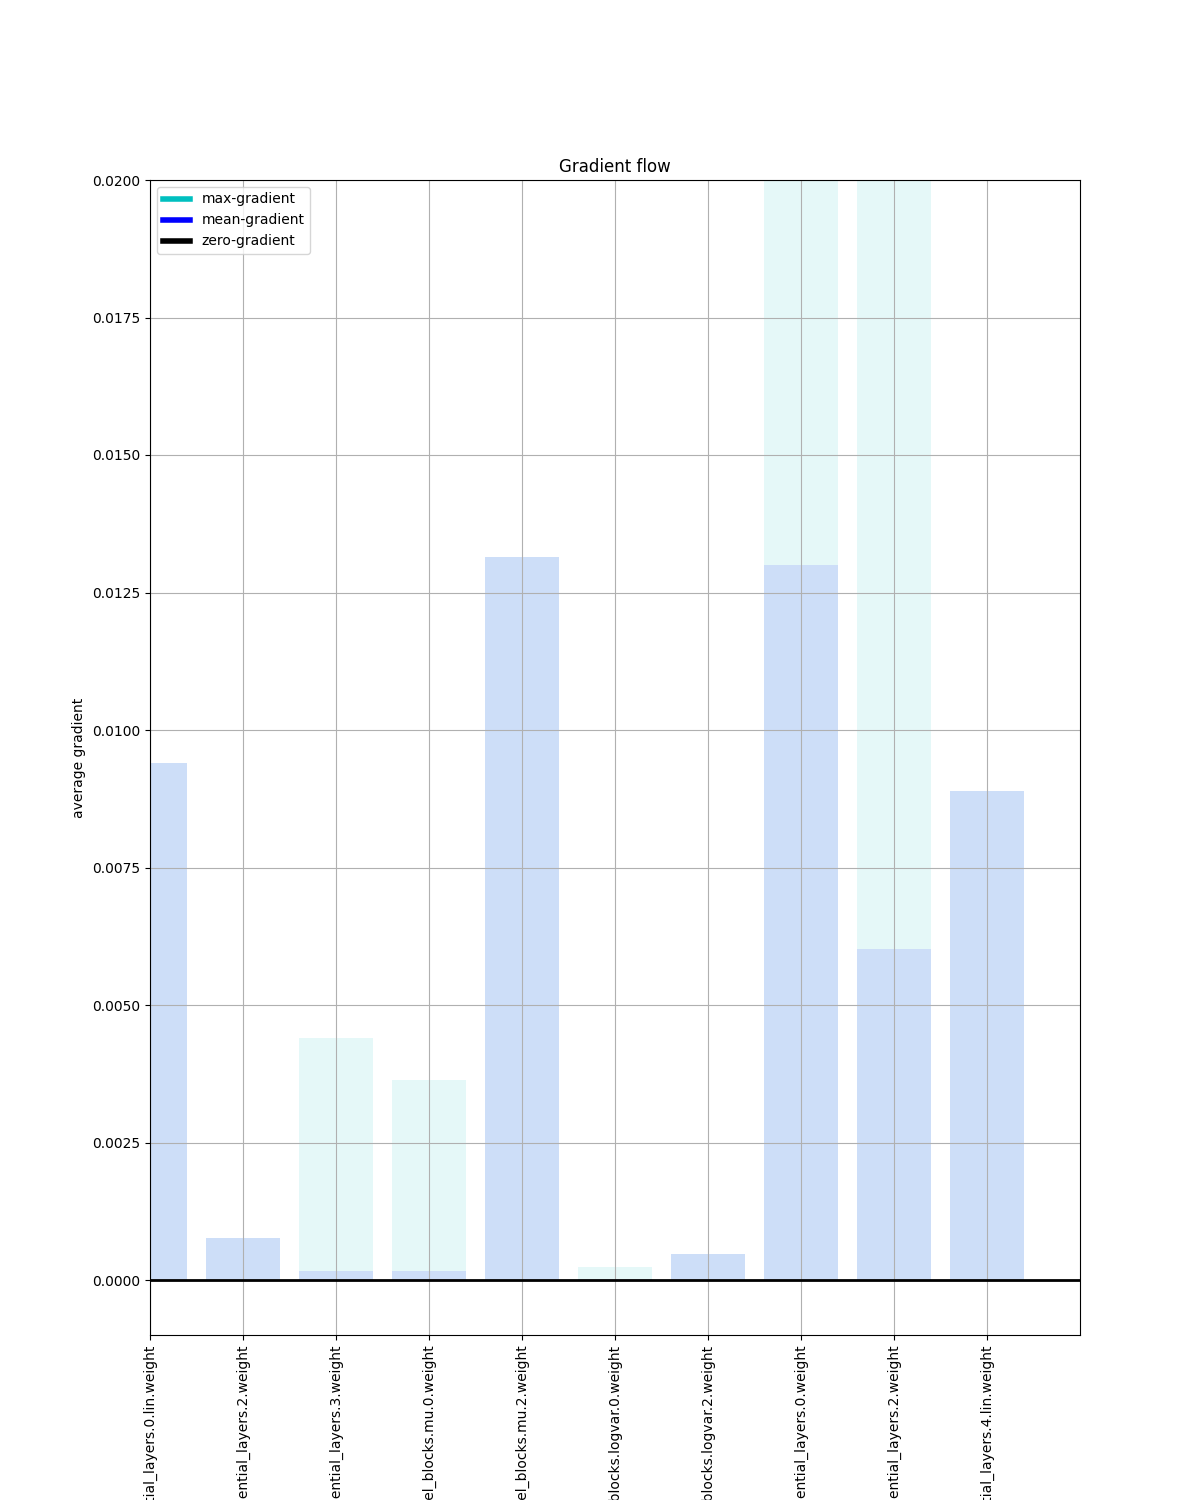 Gradient flow
max-gradient
mean-gradient
zero-gradient
0.0200
0.0175
0.0150
0.0125
0.0100
0.0075
0.0050
0.0025
0.0000
average gradient
tial_layers.0.lin.weight
ential_layers.2.weight
ential_layers.3.weight
el_blocks.mu.0.weight
el_blocks.mu.2.weight
blocks.logvar.0.weight
blocks.logvar.2.weight
ential_layers.0.weight
ential_layers.2.weight
tial_layers.4.lin.weight